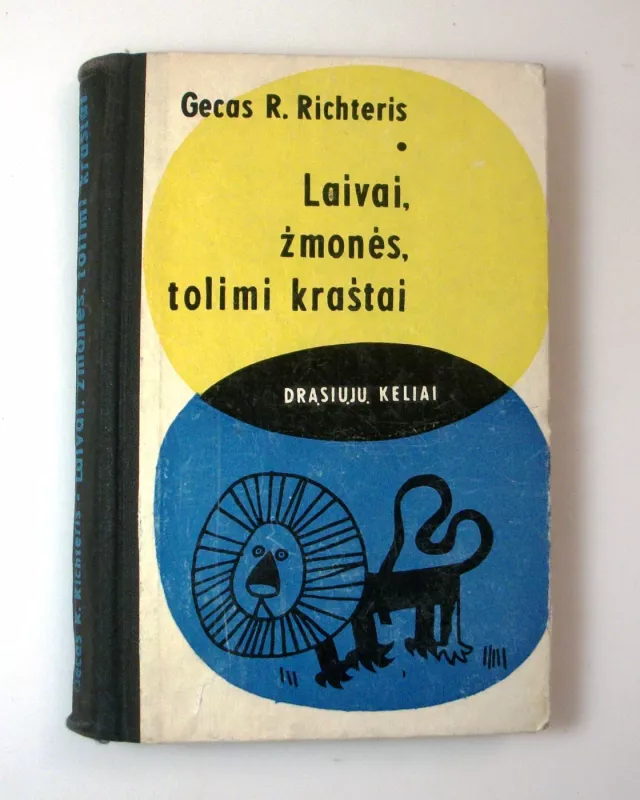 Gecas R. Richteris
•
Laivai,
žmonės,
tolimi kraštai
DRĄSIŲJŲ KELIAI
Gecas R. Richteris - Laivai, žmonės, tolimi kraštai